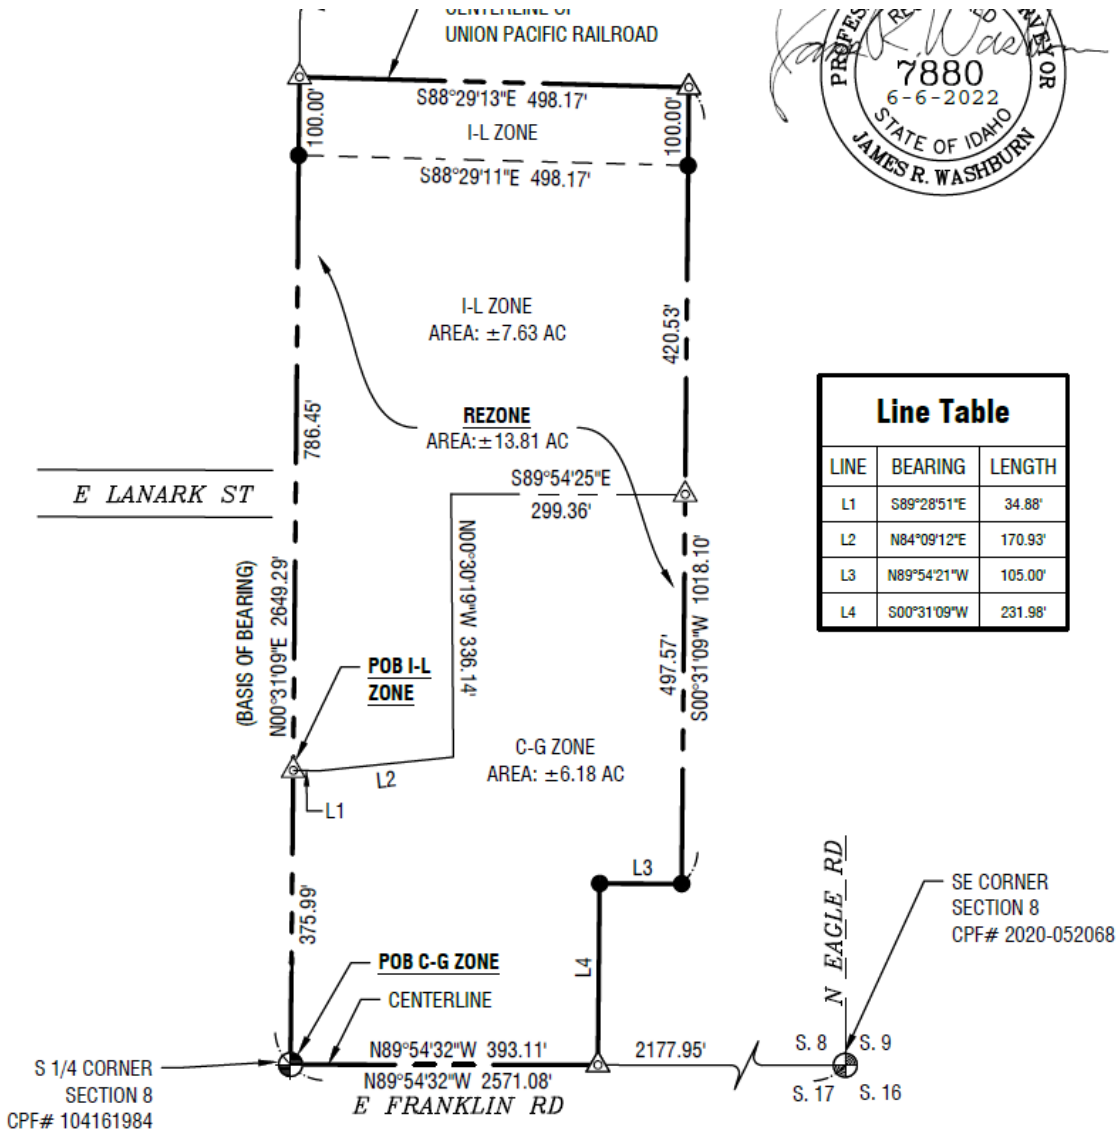 UNION PACIFIC RAILROAD
7880
6-6-2022
STATE OF IDAHO
JAMES R. WASHBURN
S88°29'13"E 498.17'
100.00'
I-L ZONE
100.00'
S88°29'11"E 498.17'
I-L ZONE
AREA: ±7.63 AC
420.53'
786.45'
REZONE
AREA:±13.81 AC
Line Table
LINE BEARING LENGTH
L1 S89°28'51"E 34.88'
L2 N84°09'12"E 170.93'
L3 N89°54'21"W 105.00'
L4 S00°31'09"W 231.98'
E LANARK ST
S89°54'25"E
299.36'
N00°30'19"W 336.14'
(BASIS OF BEARING)
N00°31'09"E 2649.29'
497.57'
S00°31'09"W 1018.10'
POB I-L
ZONE
L2
L1
C-G ZONE
AREA: ±6.18 AC
L3
375.99'
L4
N EAGLE RD
SE CORNER
SECTION 8
CPF# 2020-052068
POB C-G ZONE
CENTERLINE
S 1/4 CORNER
SECTION 8
CPF# 104161984
N89°54'32"W 393.11'
N89°54'32"W 2571.08'
2177.95'
E FRANKLIN RD
S. 8 S. 9
S. 17 S. 16